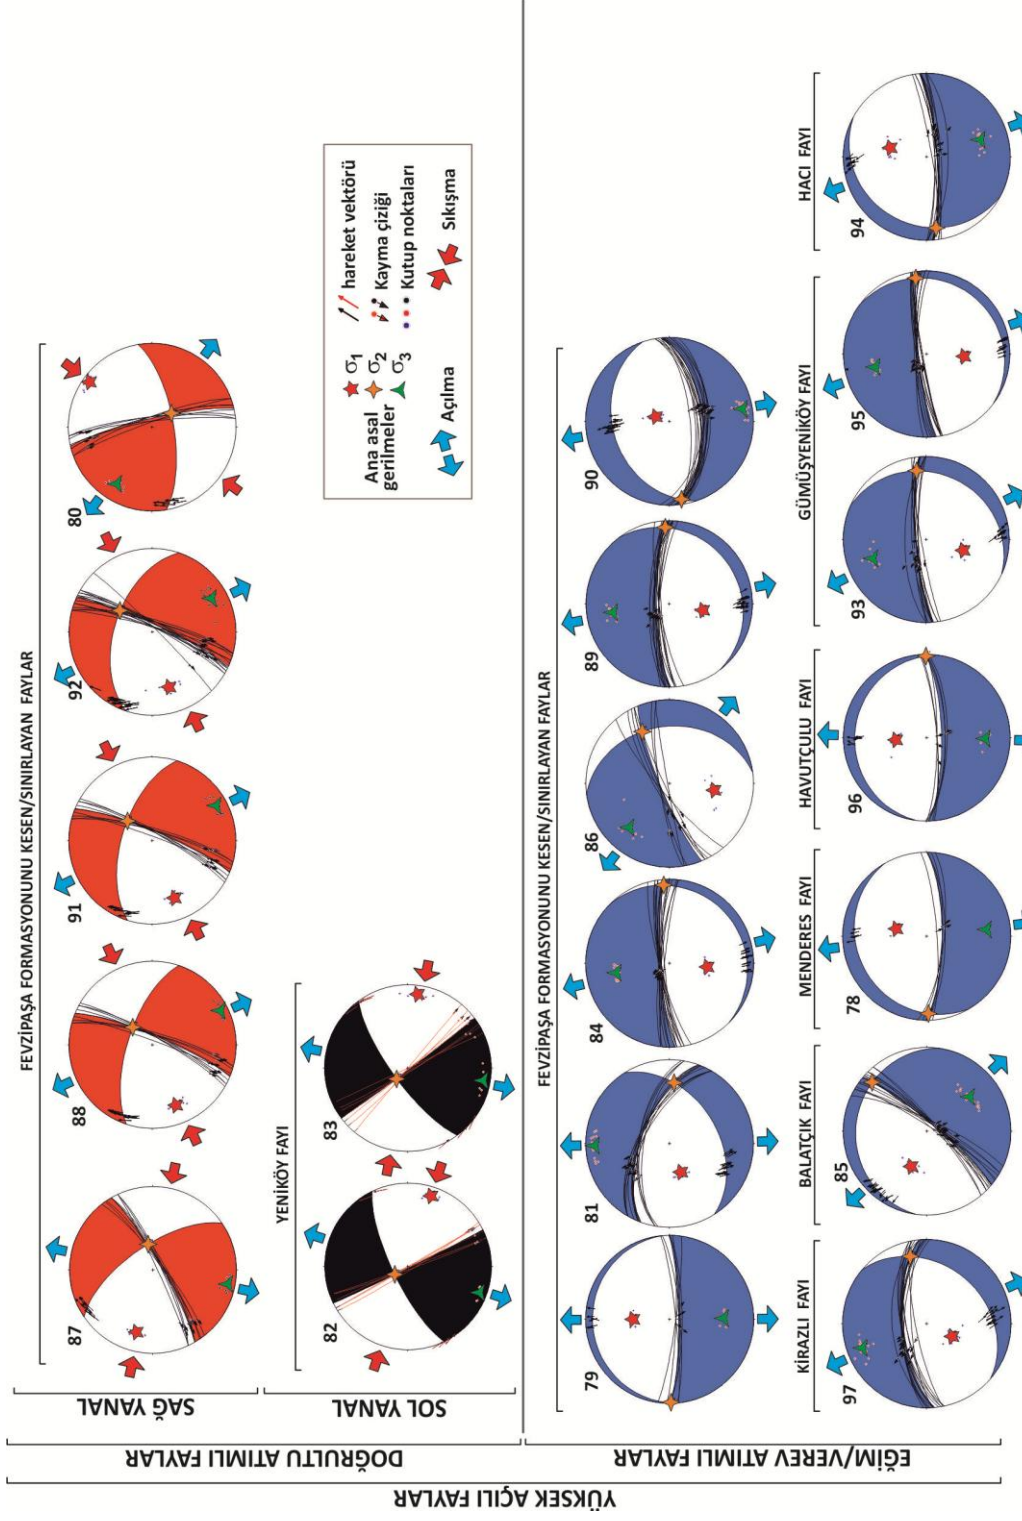 YÜKSEK AÇILI FAYLAR
DOĞRULTU ATIMLI FAYLAR
SAĞ YANAL
FEVZİPAŞA FORMASYONUNU KESEN/SINIRLAYAN FAYLAR
87
88
91
92
80
SOL YANAL
YENİKÖY FAYI
82
83
Ana asal
gerilmeler
σ1
σ2
σ3
hareket vektörü
Kayma çiziği
Kutup noktaları
Açılma
Sıkışma
EĞİM/VEREV ATIMLI FAYLAR
FEVZİPAŞA FORMASYONUNU KESEN/SINIRLAYAN FAYLAR
79
81
84
86
89
90
KİRAZLI FAYI
97
BALATÇIK FAYI
85
MENDERES FAYI
78
HAVUTÇULU FAYI
96
GÜMÜŞYENİKÖY FAYI
93
95
HACI FAYI
94